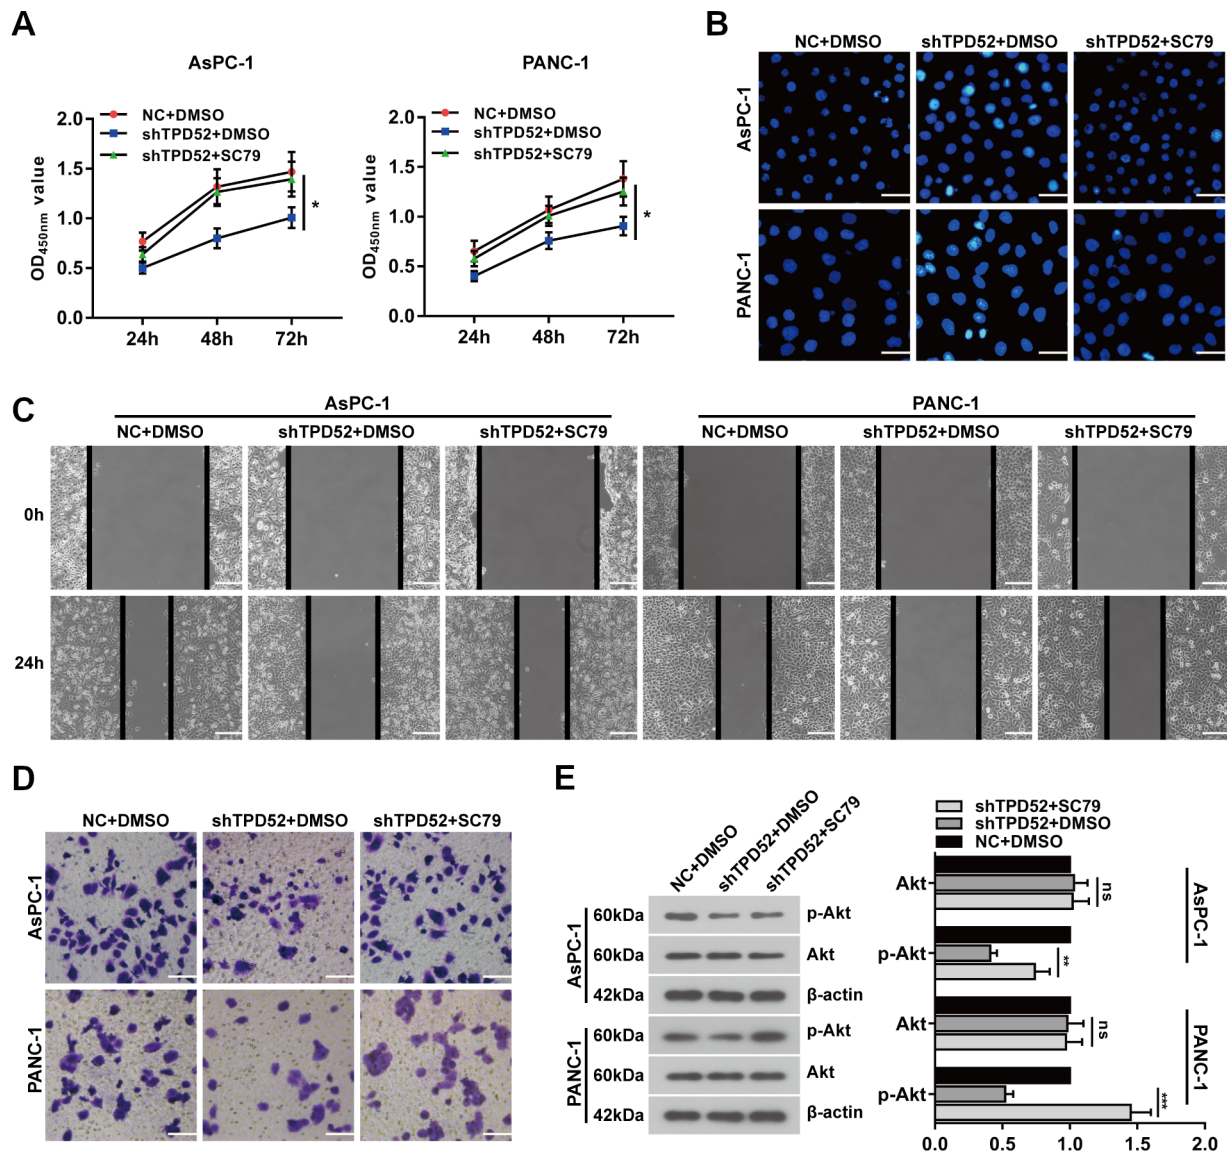 A
AsPC-1
2.0
1.5
1.0
0.5
0.0
OD450nm value
NC+DMSO
shTPD52+DMSO
shTPD52+SC79
*
24h 48h 72h
PANC-1
2.0
1.5
1.0
0.5
0.0
OD450nm value
NC+DMSO
shTPD52+DMSO
shTPD52+SC79
*
24h 48h 72h
B
NC+DMSO shTPD52+DMSO shTPD52+SC79
AsPC-1
PANC-1
C
AsPC-1 PANC-1
NC+DMSO shTPD52+DMSO shTPD52+SC79 NC+DMSO shTPD52+DMSO shTPD52+SC79
0h
24h
D
NC+DMSO shTPD52+DMSO shTPD52+SC79
AsPC-1
PANC-1
E
NC+DMSO shTPD52+DMSO shTPD52+SC79
AsPC-1
60kDa p-Akt
60kDa Akt
42kDa β-actin
PANC-1
60kDa p-Akt
60kDa Akt
42kDa β-actin
shTPD52+SC79
shTPD52+DMSO
NC+DMSO
Akt ns
p-Akt **
AsPC-1
Akt ns
p-Akt ***
PANC-1
0.0 0.5 1.0 1.5 2.0